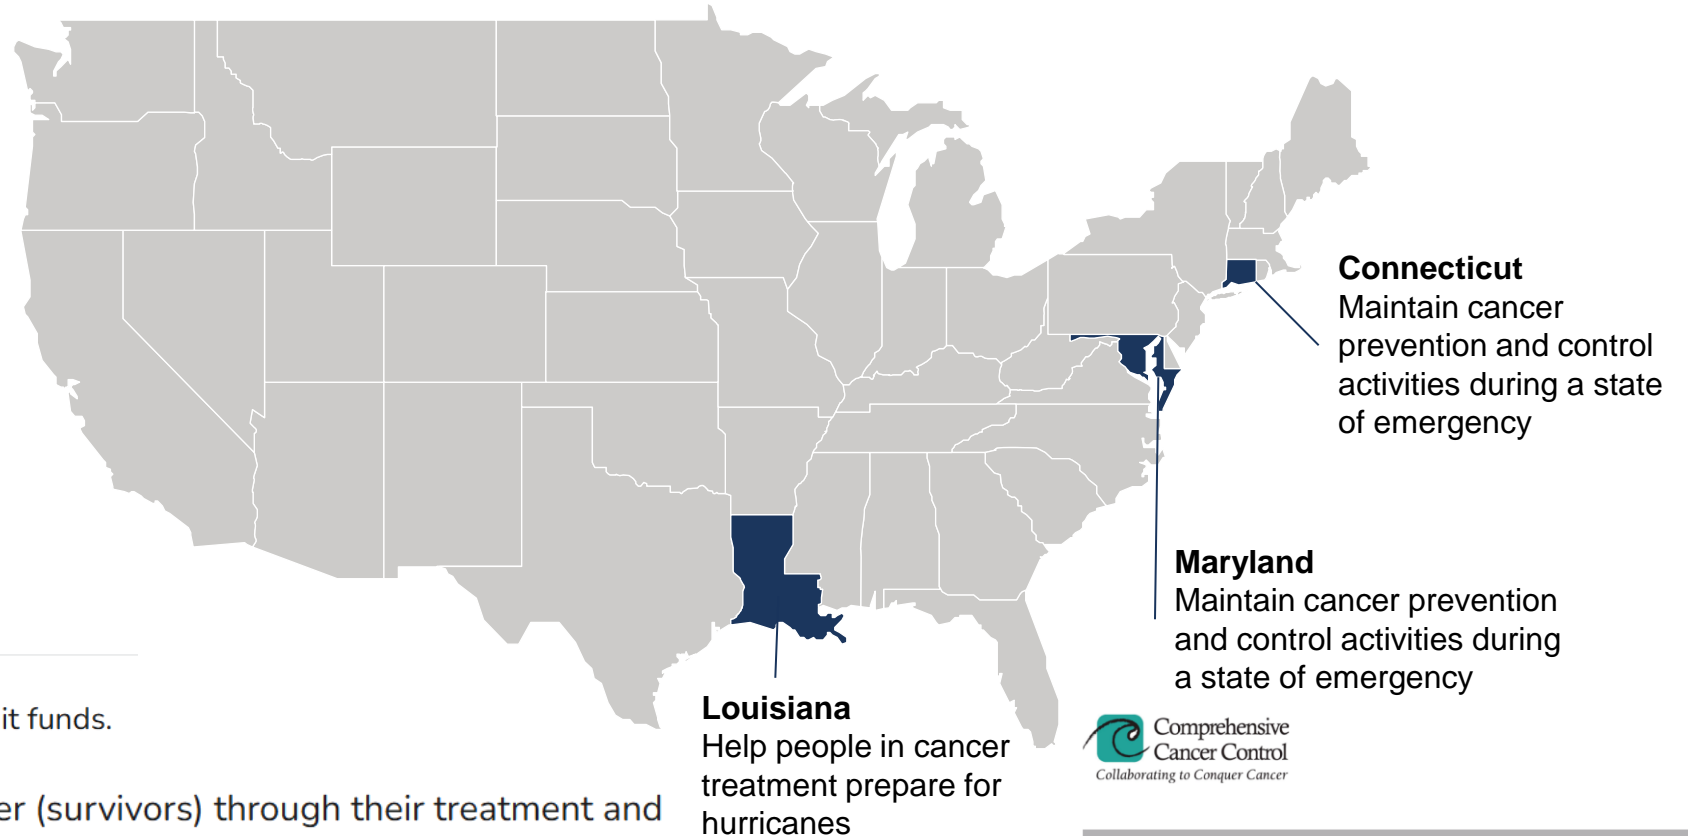 Connecticut
Maintain cancer
prevention and control
activities during a state
of emergency
Maryland
Maintain cancer prevention
and control activities during
a state of emergency
Louisiana
Help people in cancer
treatment prepare for
hurricanes
Comprehensive
Cancer Control
Collaborating to Conquer Cancer
it funds.
er (survivors) through their treatment and